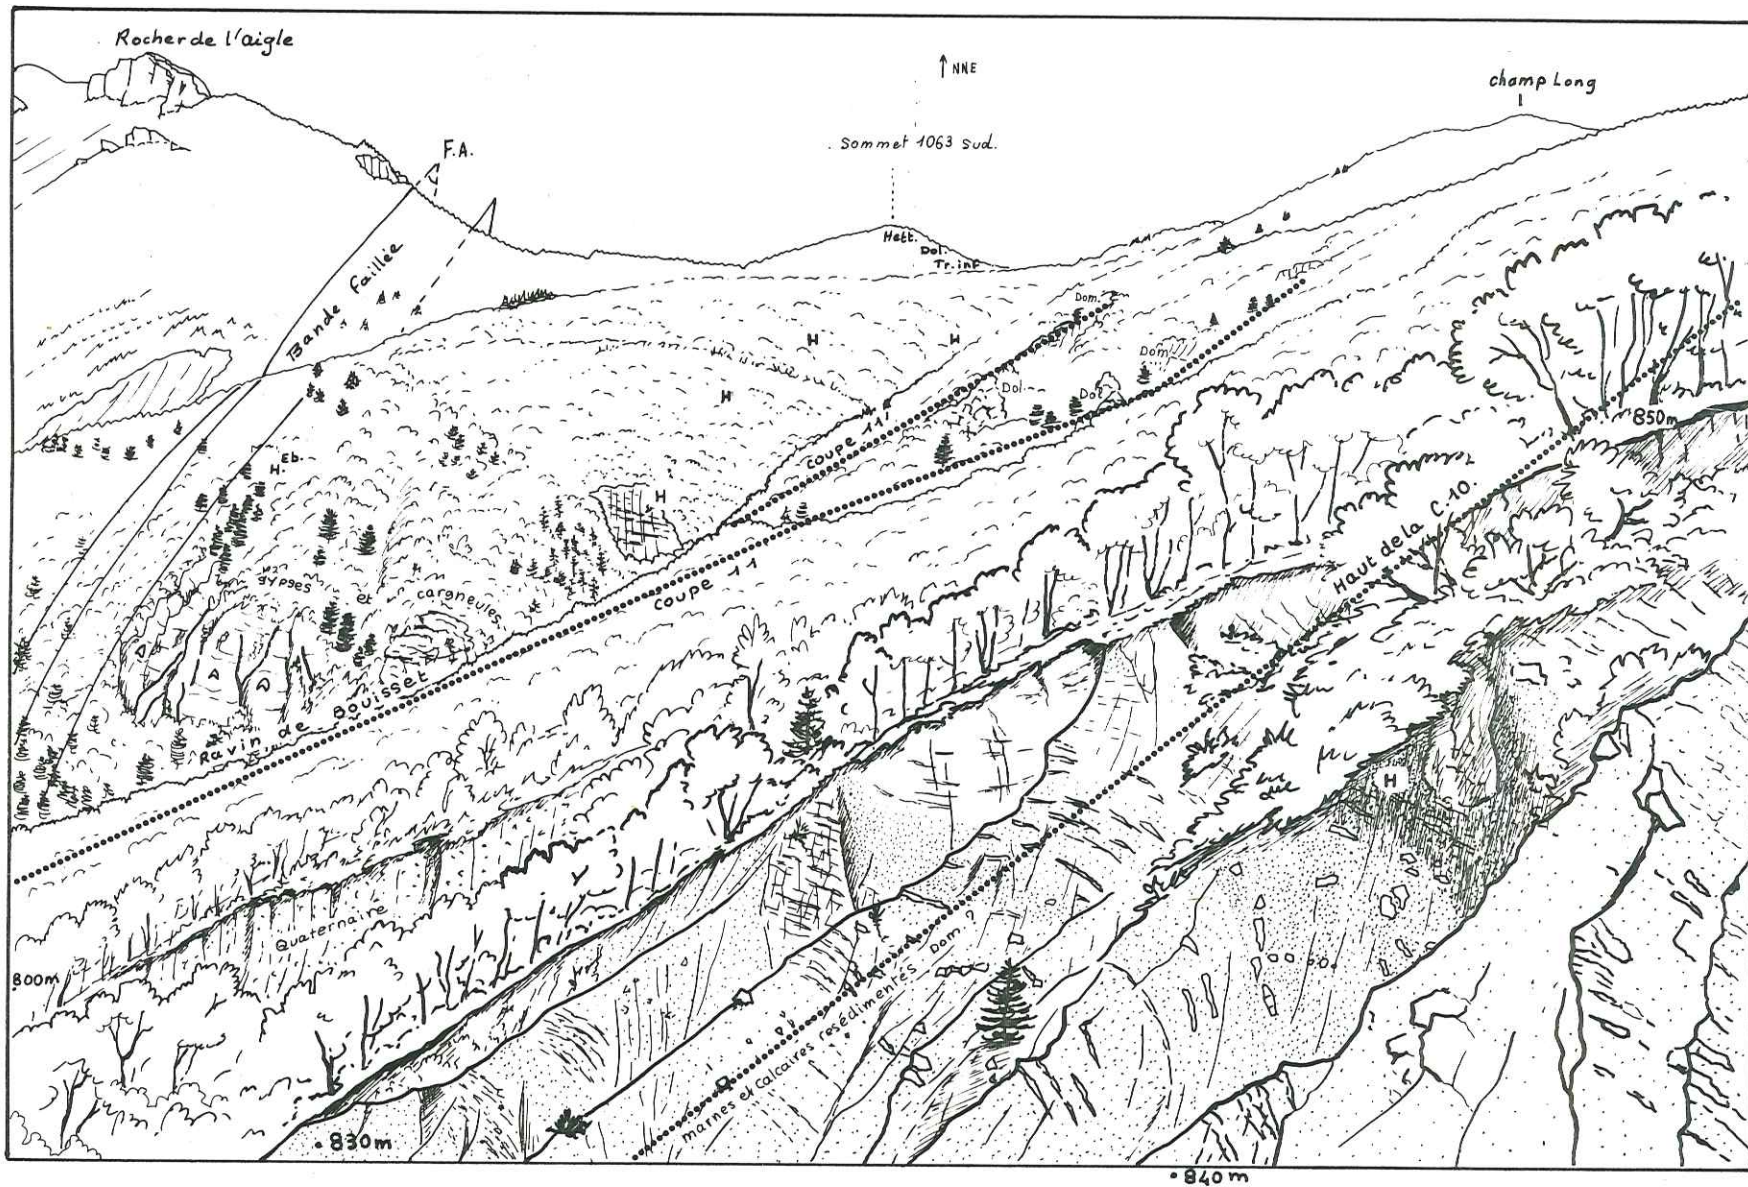 Rocher de l'aigle
↑ NNE
champ Long
Sommet 1063 Sud.
F.A.
Hett.
Dol.
Tr.inf
Bande faillée
Dom.
H
H
Dom
H
Dol.
Dol
coupe 11'
850m
Eb.
H.
H
Haut de la C.10.
gypses
et
cargneules
coupe 11
Ravin de Bouisset
H
Quaternaire
800m
marnes et Calcaires resédimentés Dom ?
830m
840m